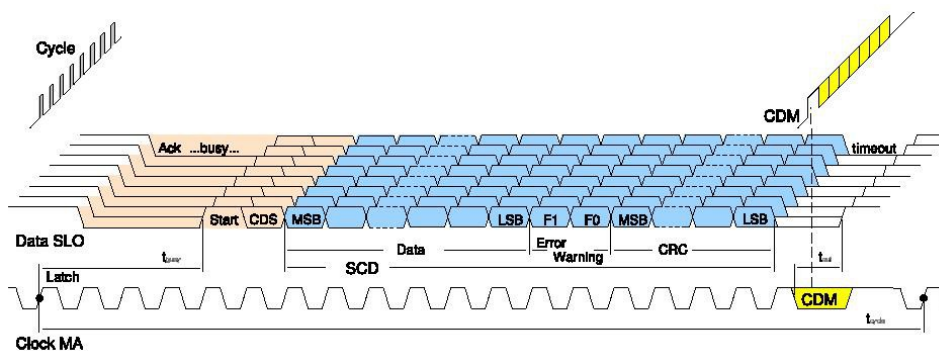 Cycle
CDM
Ack ...busy...
timeout
Start CDS MSB LSB F1 F0 MSB LSB
Data SLO
Data Error Warning CRC
SCD
Latch
CDM
t cycle
Clock MA